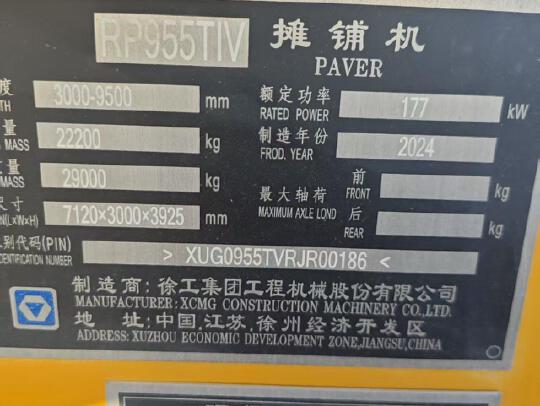 RP955TIV 摊铺机
PAVER
度 3000-9500 mm 额定功率 177 kW
TH RATED POWER
量 22200 kg 制造年份 2024
MASS FROD. YEAR
量 29000 kg 最大轴荷 前 kg
MASS MAXIMUM AXLE LOND FRONT
尺寸 7120×3000×3925 mm 后 kg
N(L×W×H) REAR
别代码(PIN) > XUG0955TVRJR00186 <
DENTIFICATION NUMBER
制造商:徐工集团工程机械股份有限公司
MANUFACTURER:XCMG CONSTRUCTION MACHINERY CO.,LTD.
地 址:中国,江苏,徐州经济开发区
ADDRESS: XUZHOU ECONOMIC DEVELOPMENT ZONE,JIANGSU,CHINA